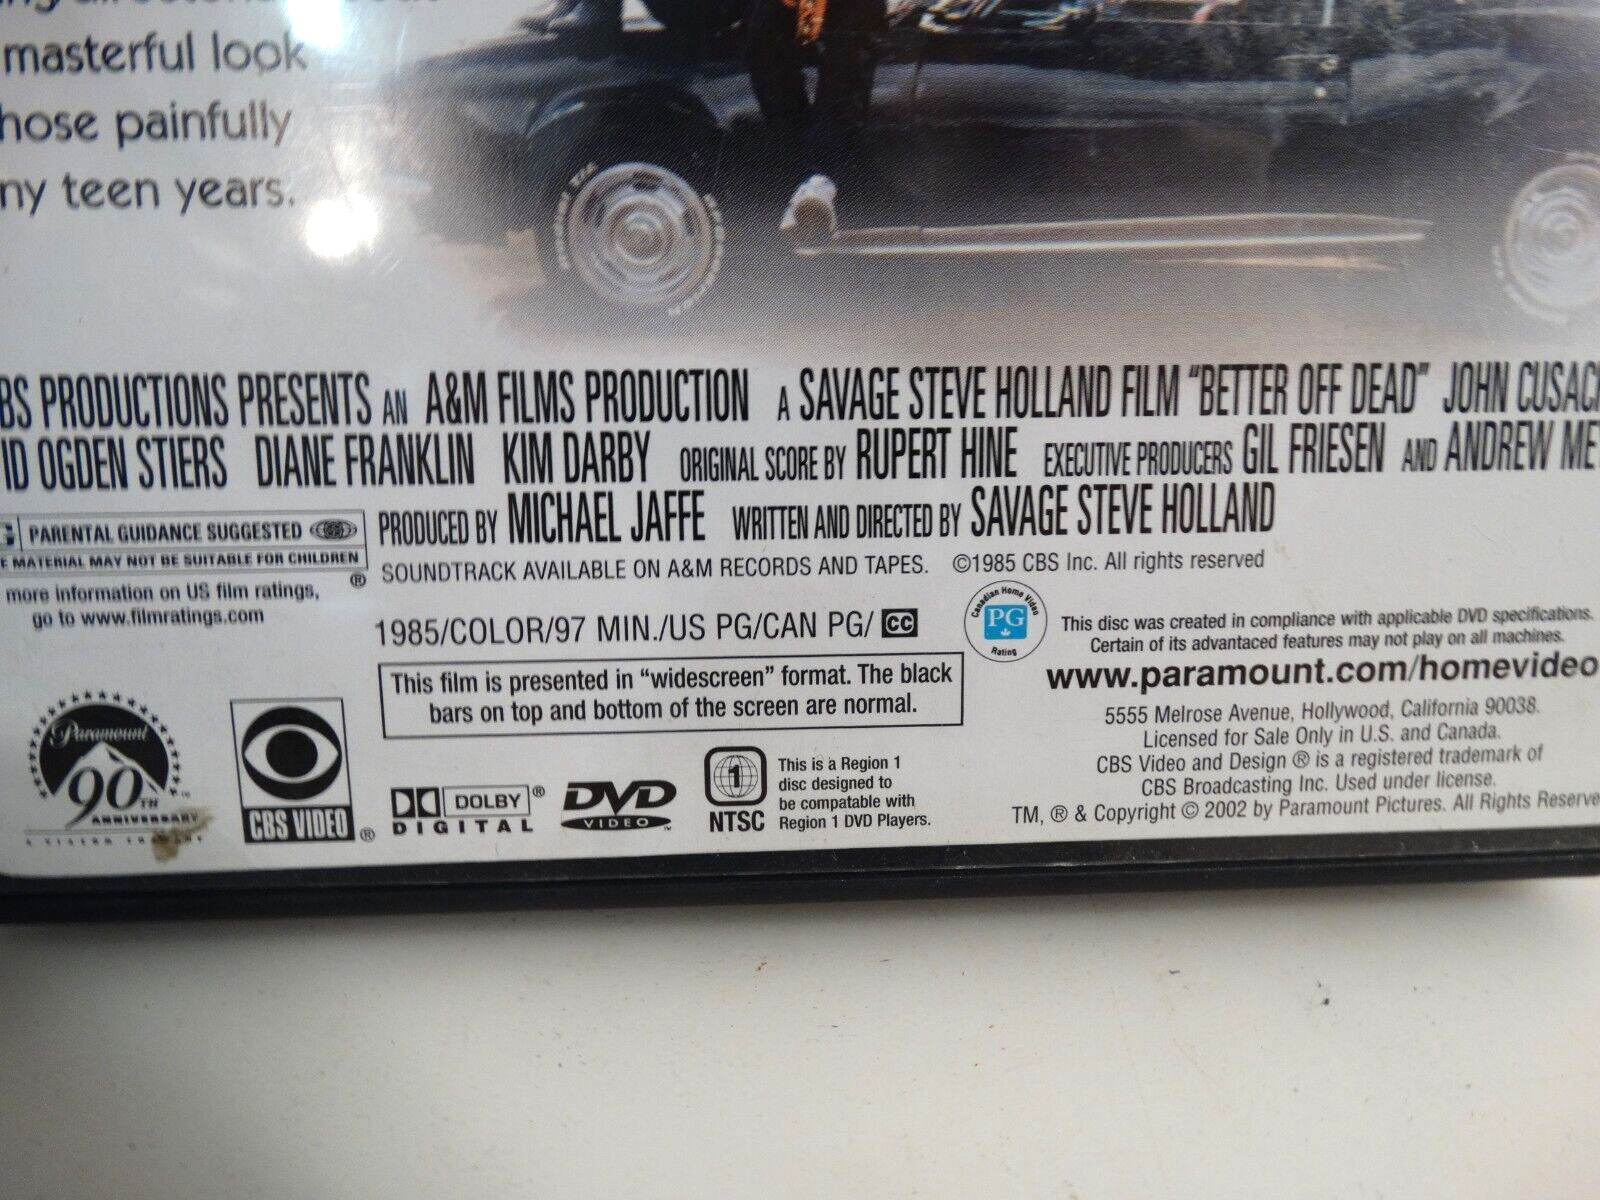 masterful look
hose painfully
ny teen years.
BS PRODUCTIONS PRESENTS AN A&M FILMS PRODUCTION A SAVAGE STEVE HOLLAND FILM "BETTER OFF DEAD" JOHN CUSAC
ID OGDEN STIERS DIANE FRANKLIN KIM DARBY ORIGINAL SCORE BY RUPERT HINE EXECUTIVE PRODUCERS GIL FRIESEN AND ANDREW ME
PRODUCED BY MICHAEL JAFFE WRITTEN AND DIRECTED BY SAVAGE STEVE HOLLAND
PARENTAL GUIDANCE SUGGESTED
E MATERIAL MAY NOT BE SUITABLE FOR CHILDREN
®
SOUNDTRACK AVAILABLE ON A&M RECORDS AND TAPES. ©1985 CBS Inc. All rights reserved
more information on US film ratings,
go to www.filmratings.com
1985/COLOR/97 MIN./US PG/CAN PG/ CC
Canadian Home Video
PG
Rating
This disc was created in compliance with applicable DVD specifications.
Certain of its advantaced features may not play on all machines.
www.paramount.com/homevideo
This film is presented in "widescreen" format. The black
bars on top and bottom of the screen are normal.
5555 Melrose Avenue, Hollywood, California 90038.
Licensed for Sale Only in U.S. and Canada.
CBS Video and Design ® is a registered trademark of
CBS Broadcasting Inc. Used under license.
TM, ® & Copyright © 2002 by Paramount Pictures. All Rights Reserve
Paramount
90TH
ANNIVERSARY
CBS VIDEO ®
DOLBY ®
DIGITAL
DVD
VIDEO ™
1
NTSC
This is a Region 1
disc designed to
be compatable with
Region 1 DVD Players.